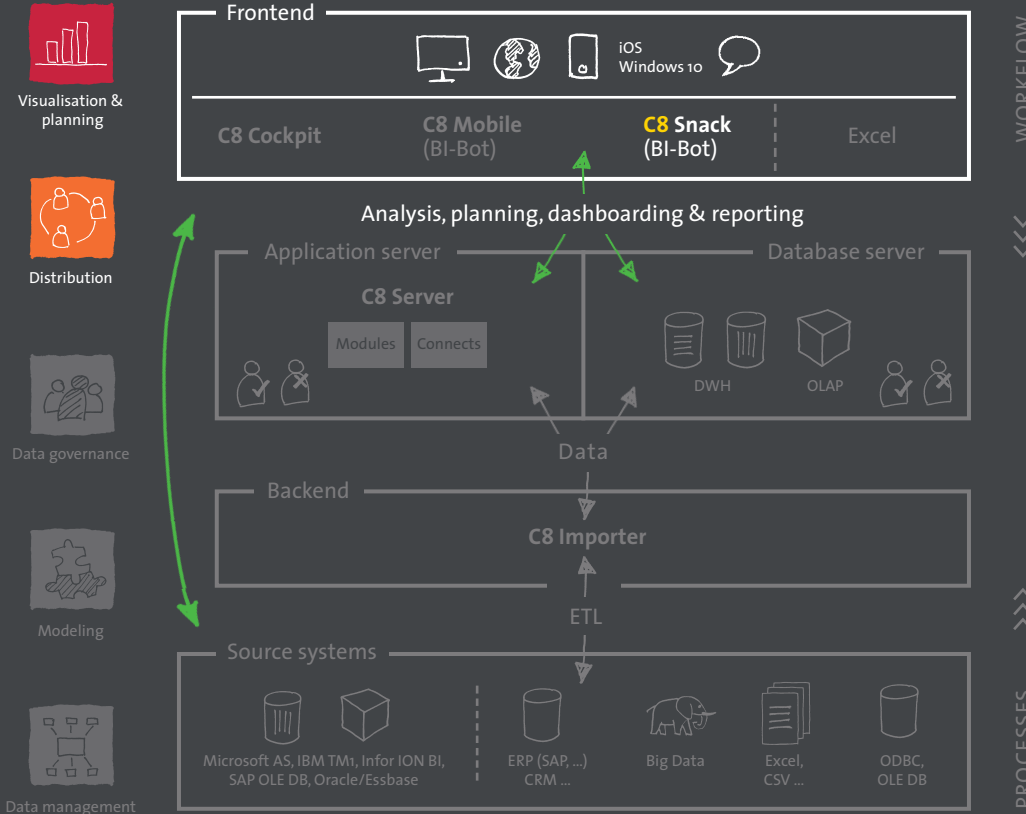 Frontend
iOS
Windows 10
C8 Cockpit
C8 Mobile
(BI-Bot)
C8 Snack
(BI-Bot)
Excel
Analysis, planning, dashboarding & reporting
Application server
C8 Server
Modules
Connects
Database server
DWH
OLAP
Data
Backend
C8 Importer
ETL
Source systems
Microsoft AS, IBM TM1, Infor ION BI,
SAP OLE DB, Oracle/Essbase
ERP (SAP, ...)
CRM ...
Big Data
Excel,
CSV ...
ODBC,
OLE DB
Visualisation &
planning
Distribution
Data governance
Modeling
Data management
WORKFLOW
PROCESSES